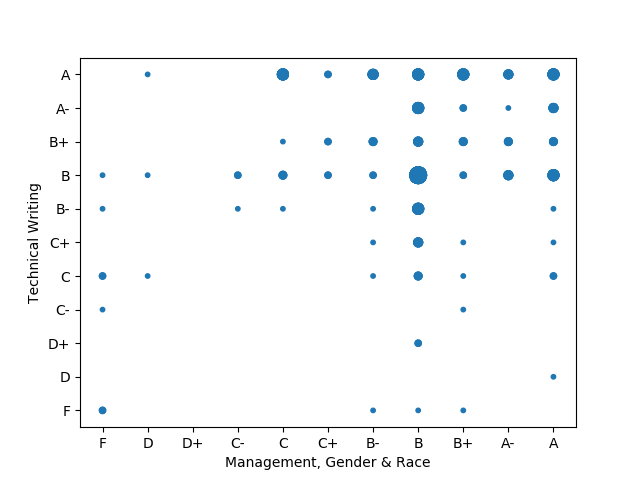 A
A-
B+
B
B-
C+
C
C-
D+
D
F
Technical Writing
F D D+ C- C C+ B- B B+ A- A
Management, Gender & Race